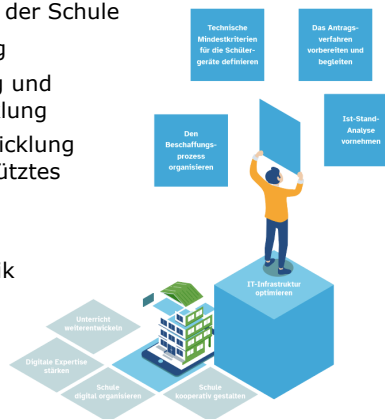 der Schule
g
g und
klung
icklung
ütztes
ik
Technische
Mindestkriterien
für die Schüler-
geräte definieren
Das Antrags-
verfahren
vorbereiten und
begleiten
Den
Beschaffungs-
prozess
organisieren
Ist-Stand-
Analyse
vornehmen
IT-Infrastruktur
optimieren
Unterricht
weiterentwickeln
Digitale Expertise
stärken
Schule
digital organisieren
Schule
kooperativ gestalten